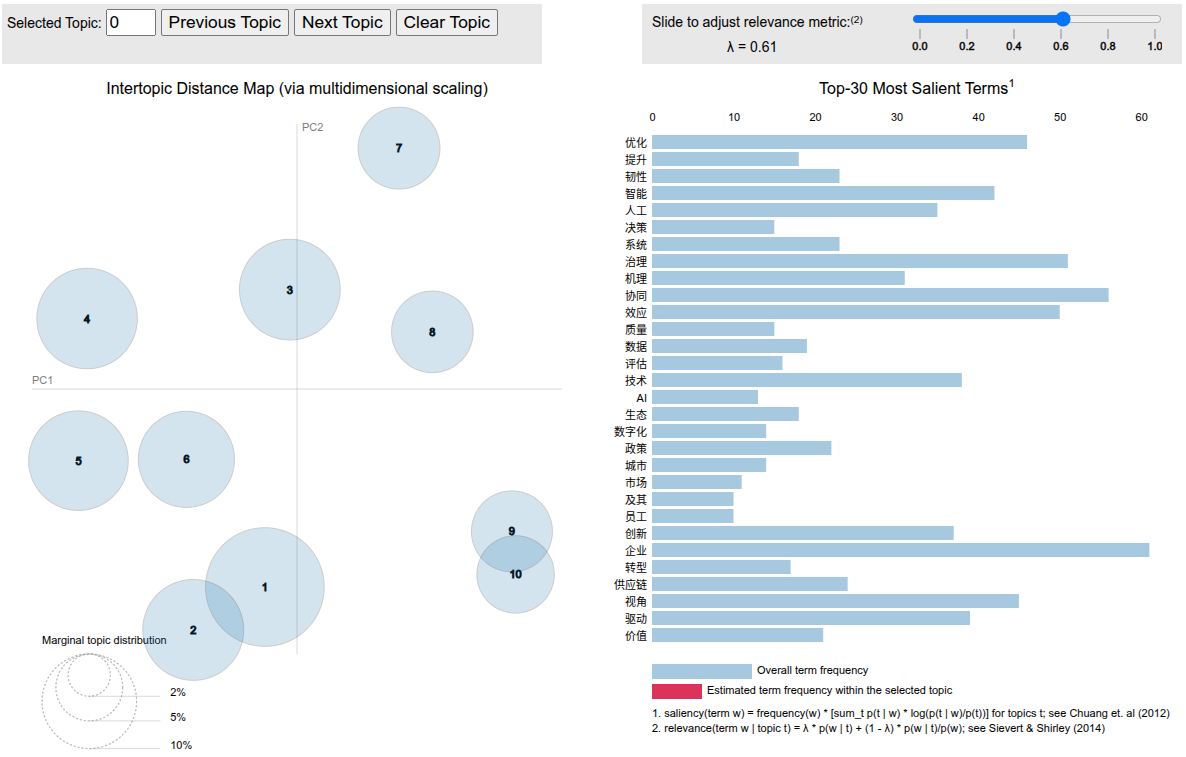 Selected Topic: 0 Previous Topic Next Topic Clear Topic
Slide to adjust relevance metric:(2)
λ = 0.61
0.0 0.2 0.4 0.6 0.8 1.0
Intertopic Distance Map (via multidimensional scaling)
PC2
7
3
4
8
PC1
5
6
9
10
1
2
Marginal topic distribution
2%
5%
10%
Top-30 Most Salient Terms1
0 10 20 30 40 50 60
优化
提升
韧性
智能
人工
决策
系统
治理
机理
协同
效应
质量
数据
评估
技术
AI
生态
数字化
政策
城市
市场
及其
员工
创新
企业
转型
供应链
视角
驱动
价值
Overall term frequency
Estimated term frequency within the selected topic
1. saliency(term w) = frequency(w) * [sum_t p(t | w) * log(p(t | w)/p(t))] for topics t; see Chuang et. al (2012)
2. relevance(term w | topic t) = λ * p(w | t) + (1 - λ) * p(w | t)/p(w); see Sievert & Shirley (2014)